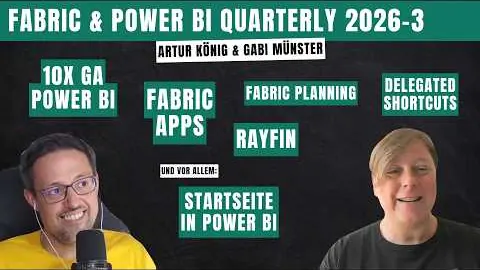 FABRIC & POWER BI QUARTERLY 2026-3
ARTUR KÖNIG & GABI MÜNSTER
10X GA
POWER BI
FABRIC
APPS
FABRIC PLANNING
DELEGATED
SHORTCUTS
RAYFIN
UND VOR ALLEM:
STARTSEITE
IN POWER BI